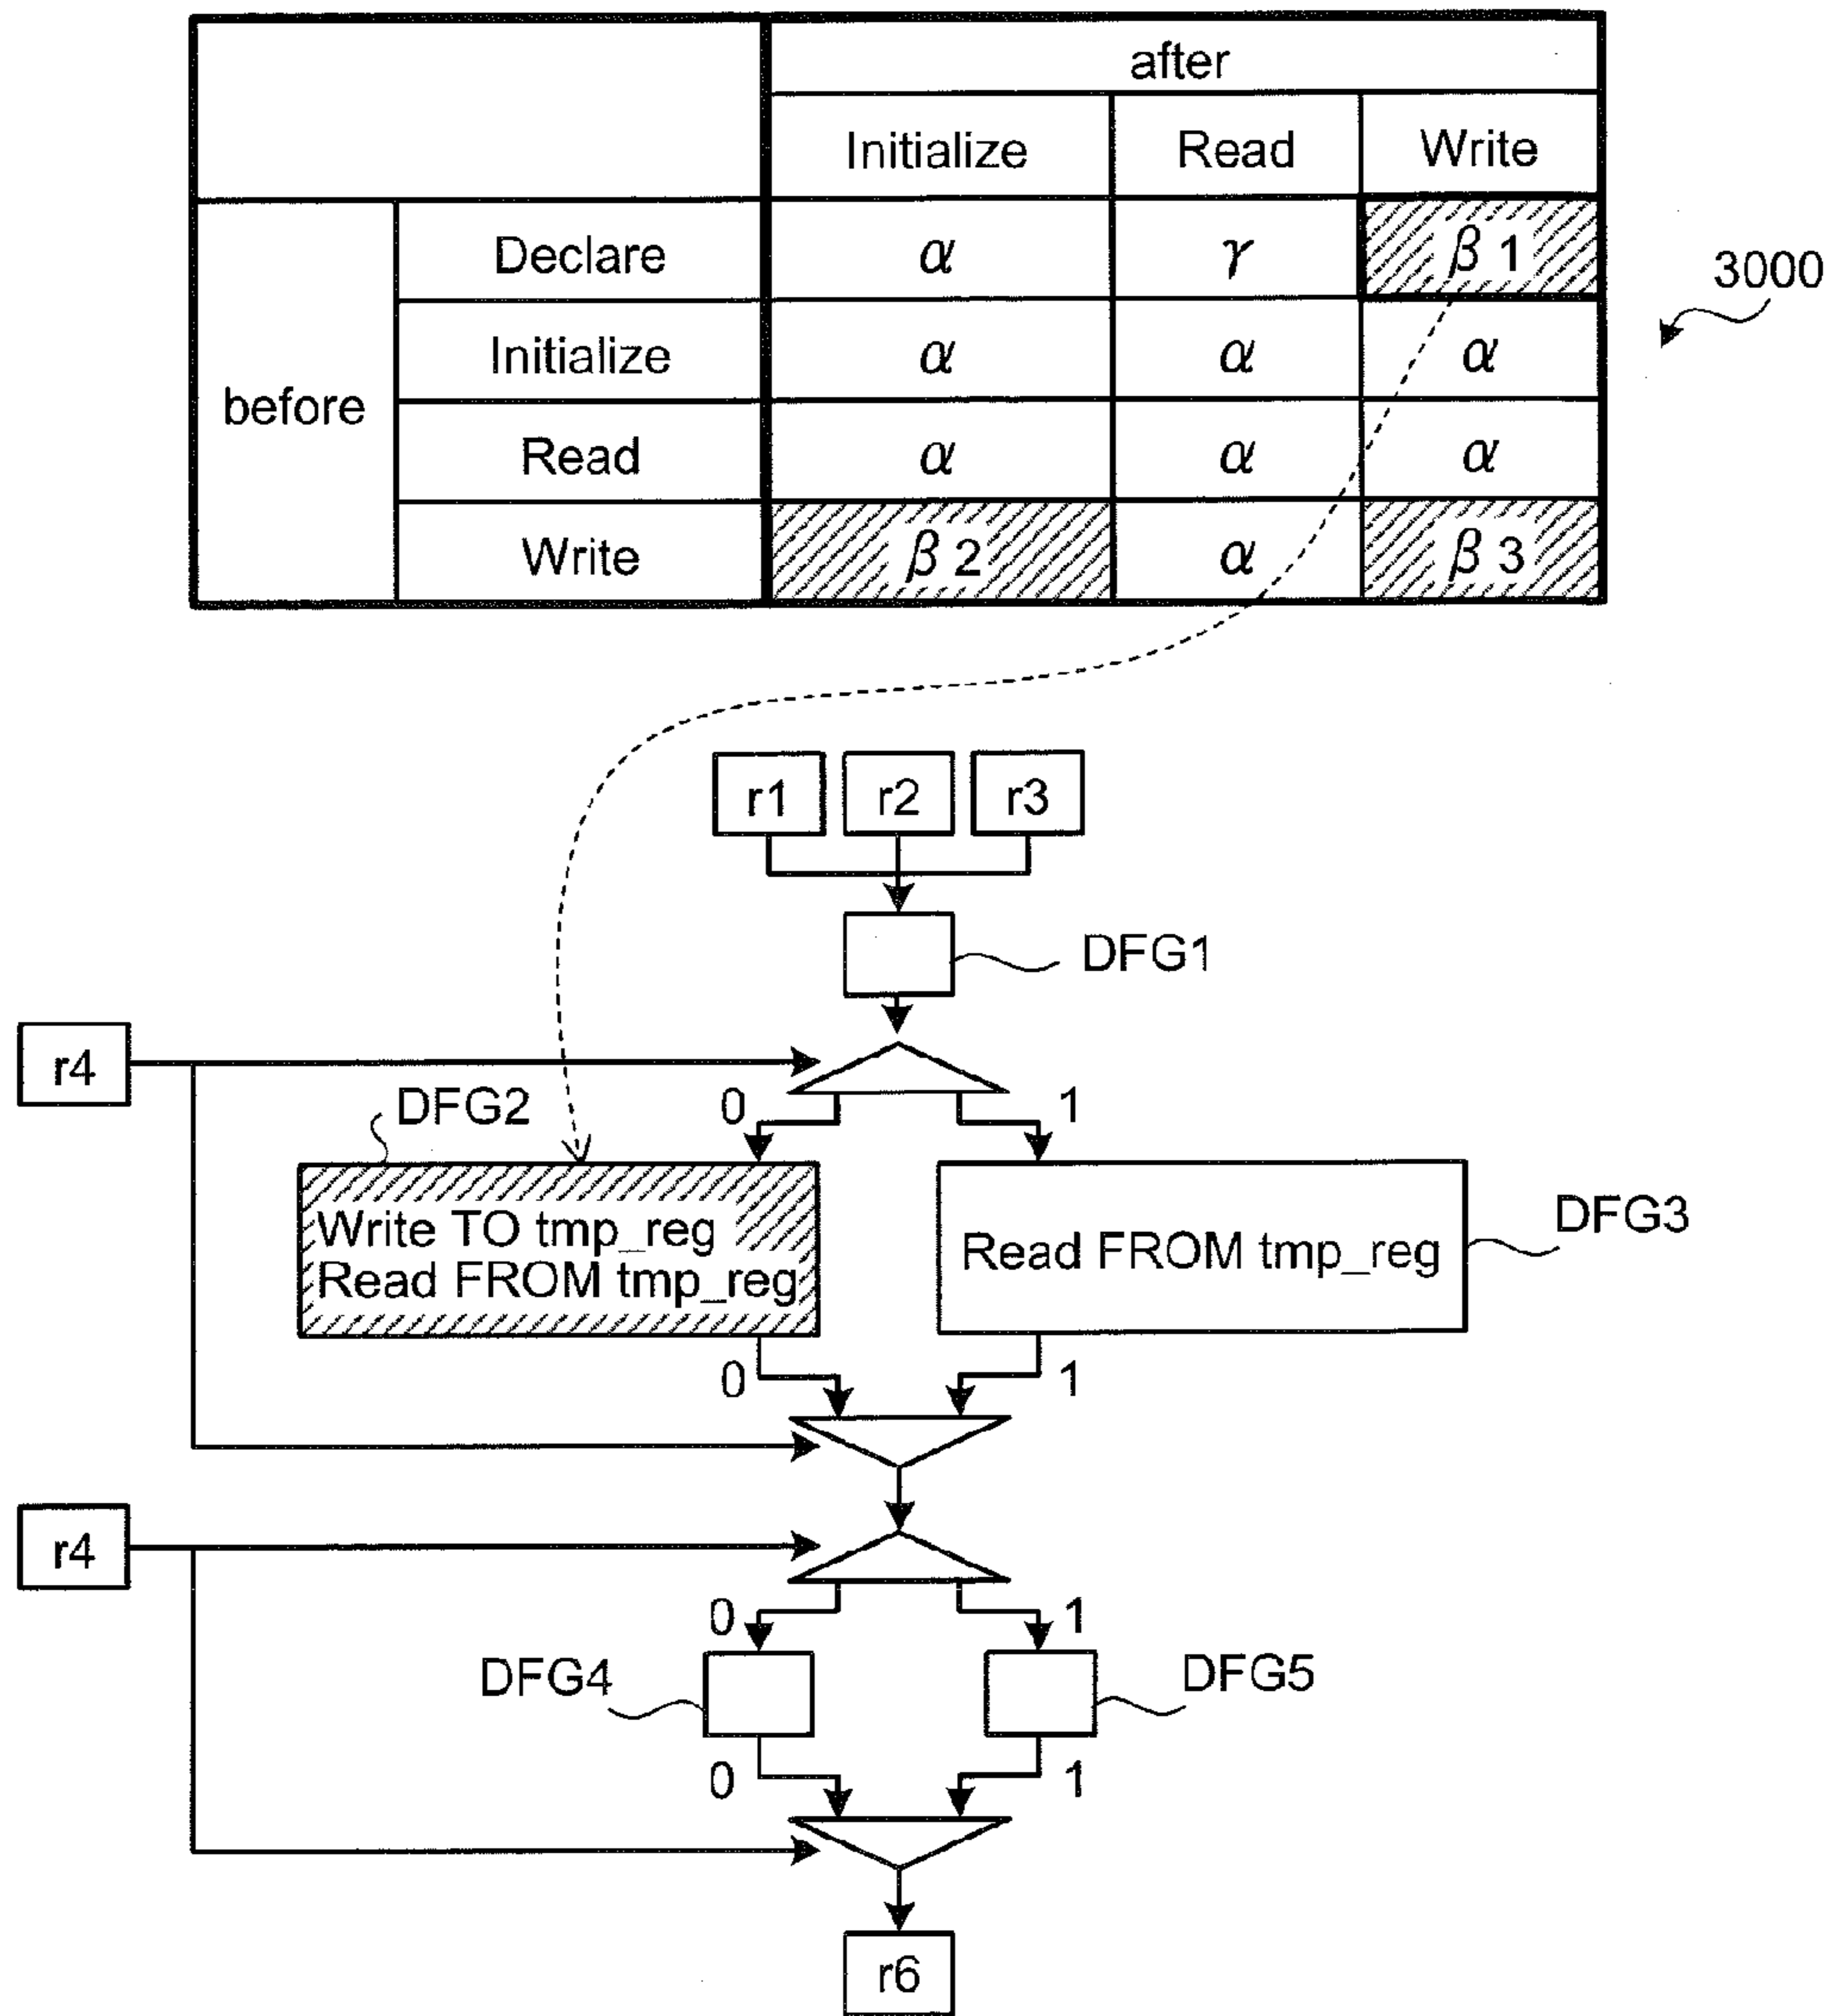 after
Initialize Read Write
before
Declare α γ β 1
3000
Initialize α α α
Read α α α
Write β 2 α β 3
r1 r2 r3
DFG1
r4
0 1
DFG2
Write TO tmp_reg
Read FROM tmp_reg
Read FROM tmp_reg
DFG3
0 1
r4
0 1
DFG4
DFG5
0 1
r6